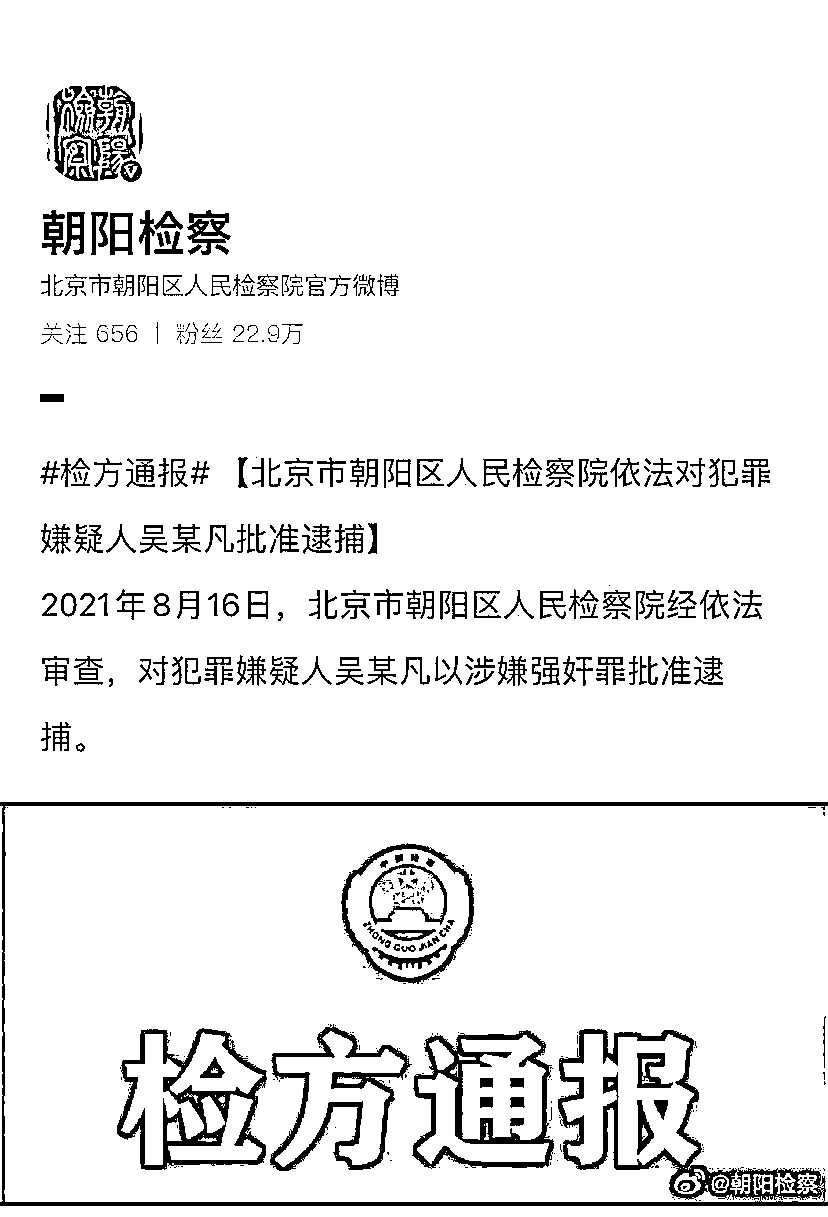 朝阳检察
朝阳检察
北京市朝阳区人民检察院官方微博
关注 656 | 粉丝 22.9万
#检方通报# 【北京市朝阳区人民检察院依法对犯罪
嫌疑人吴某凡批准逮捕】
2021年8月16日，北京市朝阳区人民检察院经依法
审查，对犯罪嫌疑人吴某凡以涉嫌强奸罪批准逮
捕。
中国检察
ZHONG GUO JIAN CHA
检方通报
@朝阳检察